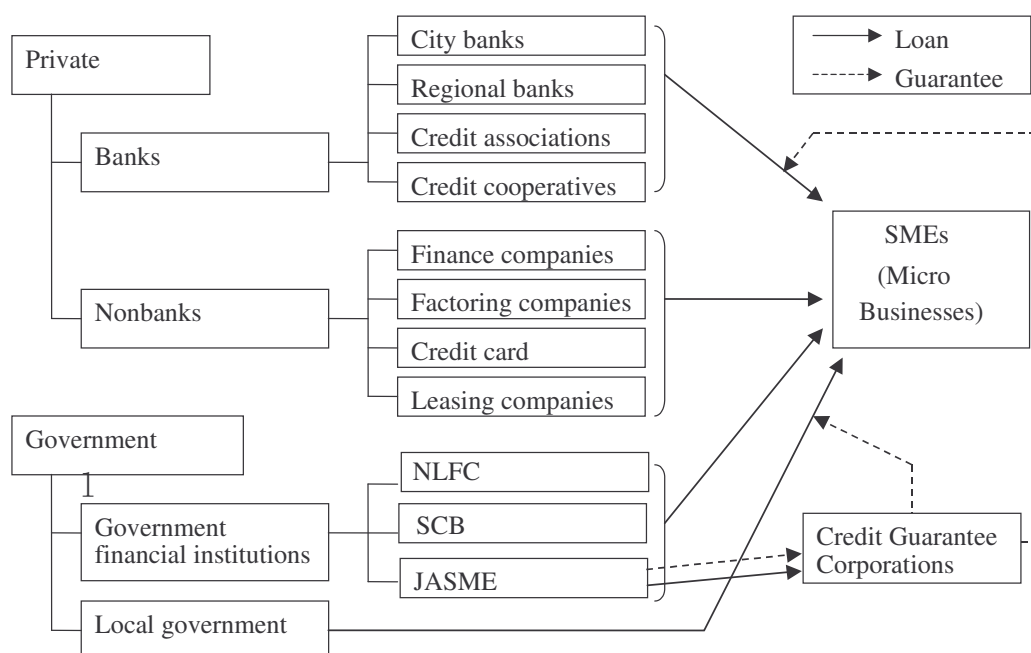 Private
Banks
City banks
Regional banks
Credit associations
Credit cooperatives
Nonbanks
Finance companies
Factoring companies
Credit card
Leasing companies
Government
1
Government
financial institutions
NLFC
SCB
JASME
Local government
Loan
Guarantee
SMEs
(Micro
Businesses)
Credit Guarantee
Corporations